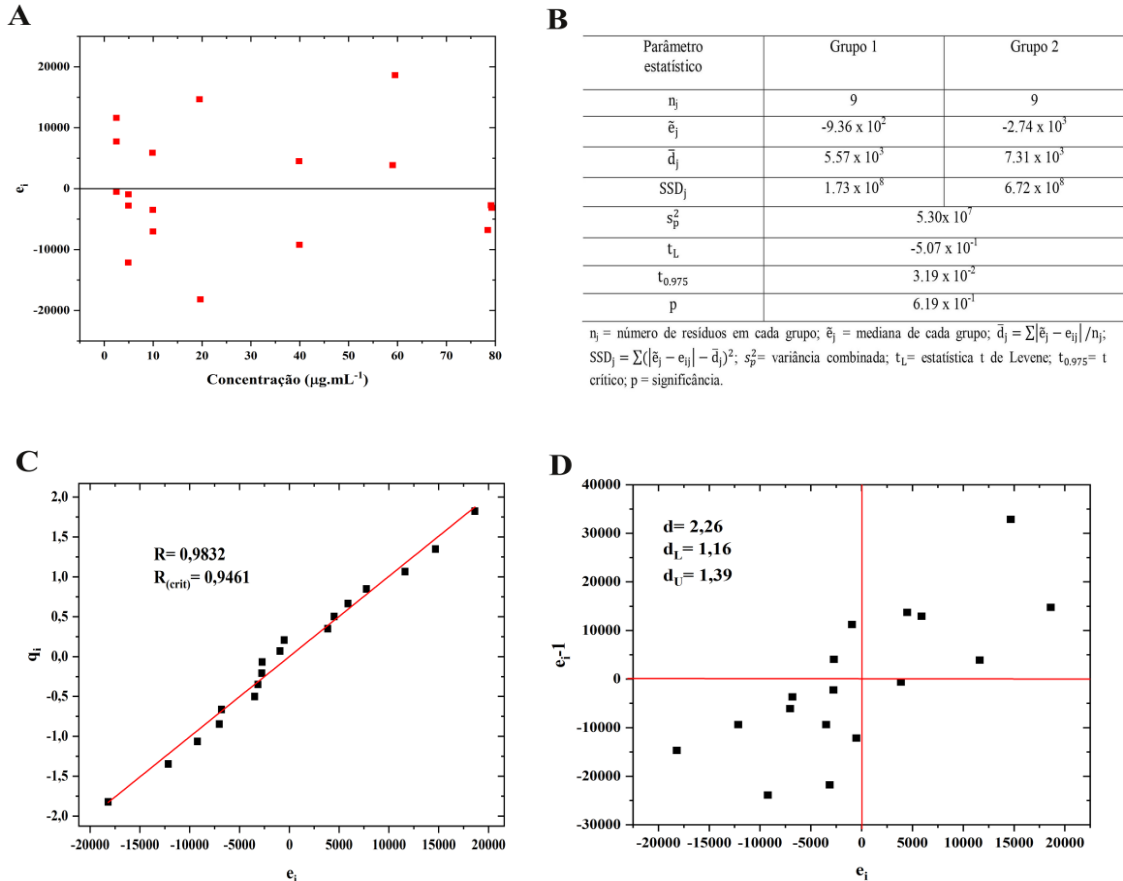 A
20000
10000
0
-10000
-20000
e_i
0 10 20 30 40 50 60 70 80
Concentração (µg.mL⁻¹)
B
Parâmetro estatístico Grupo 1 Grupo 2
n_j 9 9
ẽ_j -9.36 x 10² -2.74 x 10³
d̅_j 5.57 x 10³ 7.31 x 10³
SSD_j 1.73 x 10⁸ 6.72 x 10⁸
s_p² 5.30x 10⁷
t_L -5.07 x 10⁻¹
t_0.975 3.19 x 10⁻²
p 6.19 x 10⁻¹
n_j = número de resíduos em cada grupo; ẽ_j = mediana de cada grupo; d̅_j = ∑|ẽ_j − e_ij| /n_j;
SSD_j = ∑(|ẽ_j − e_ij| − d̅_j)²; s_p²= variância combinada; t_L= estatística t de Levene; t_0.975= t
crítico; p = significância.
C
2,0
1,5
1,0
0,5
0,0
-0,5
-1,0
-1,5
-2,0
q_i
R= 0,9832
R_(crit)= 0,9461
-20000 -15000 -10000 -5000 0 5000 10000 15000 20000
e_i
D
40000
30000
20000
10000
0
-10000
-20000
-30000
e_i-1
d= 2,26
d_L= 1,16
d_U= 1,39
-20000 -15000 -10000 -5000 0 5000 10000 15000 20000
e_i